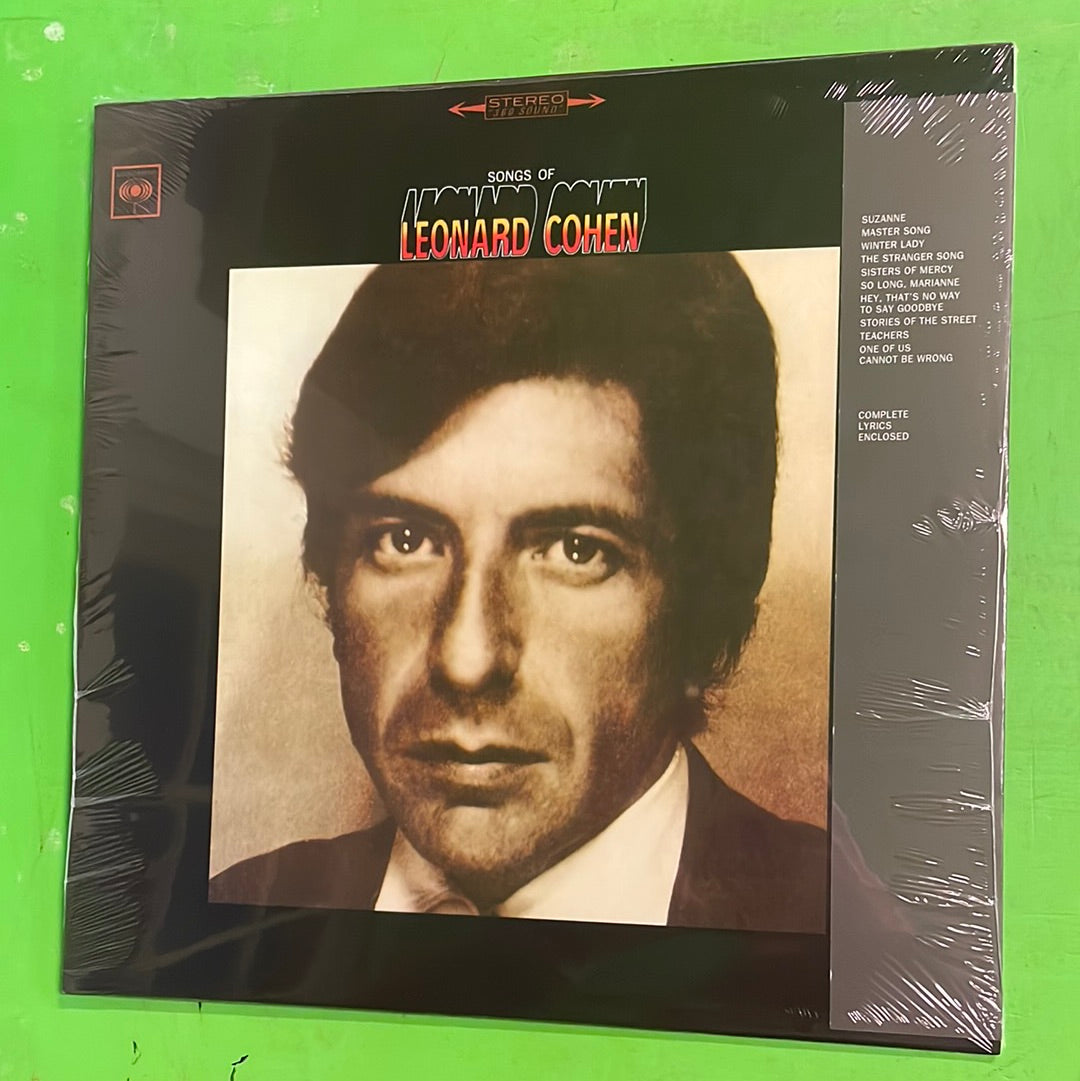 STEREO
"360 SOUND"
SONGS OF
LEONARD COHEN
SUZANNE
MASTER SONG
WINTER LADY
THE STRANGER SONG
SISTERS OF MERCY
SO LONG, MARIANNE
HEY, THAT'S NO WAY
TO SAY GOODBYE
STORIES OF THE STREET
TEACHERS
ONE OF US
CANNOT BE WRONG
COMPLETE
LYRICS
ENCLOSED